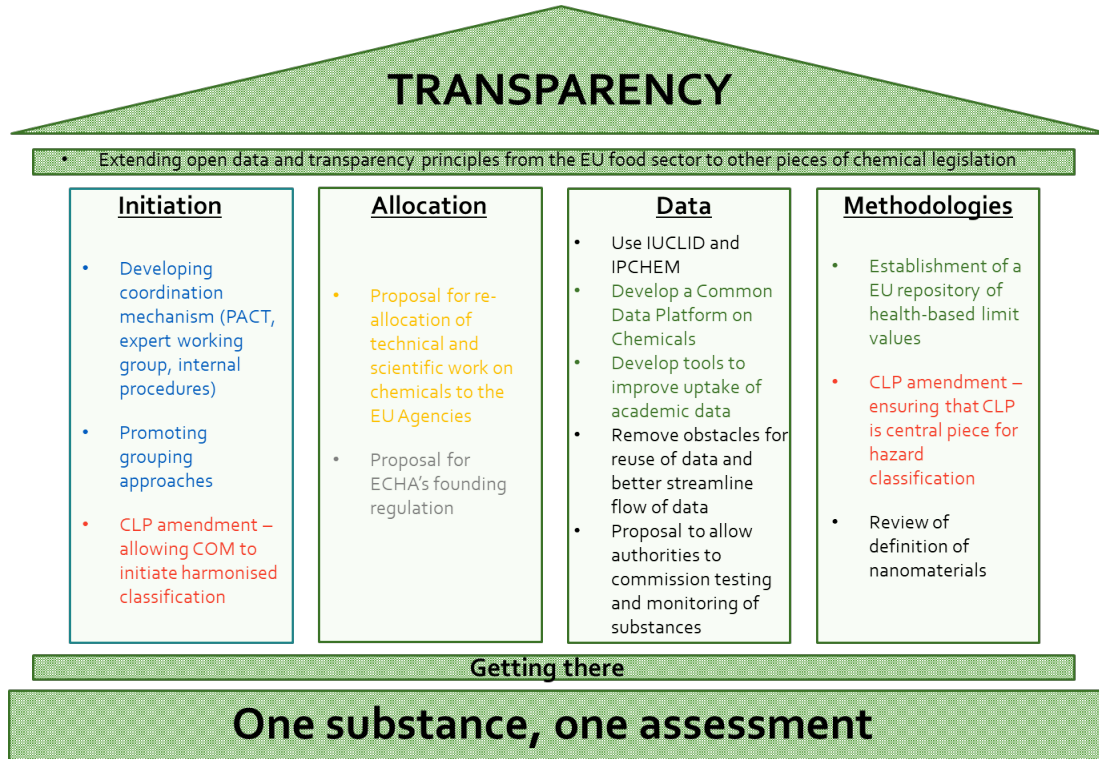 TRANSPARENCY
• Extending open data and transparency principles from the EU food sector to other pieces of chemical legislation
Initiation
• Developing
coordination
mechanism (PACT,
expert working
group, internal
procedures)
• Promoting
grouping
approaches
• CLP amendment –
allowing COM to
initiate harmonised
classification
Allocation
• Proposal for re-
allocation of
technical and
scientific work on
chemicals to the
EU Agencies
• Proposal for
ECHA’s founding
regulation
Data
• Use IUCLID and
IPCHEM
• Develop a Common
Data Platform on
Chemicals
• Develop tools to
improve uptake of
academic data
• Remove obstacles for
reuse of data and
better streamline
flow of data
• Proposal to allow
authorities to
commission testing
and monitoring of
substances
Methodologies
• Establishment of a
EU repository of
health-based limit
values
• CLP amendment –
ensuring that CLP
is central piece for
hazard
classification
• Review of
definition of
nanomaterials
Getting there
One substance, one assessment